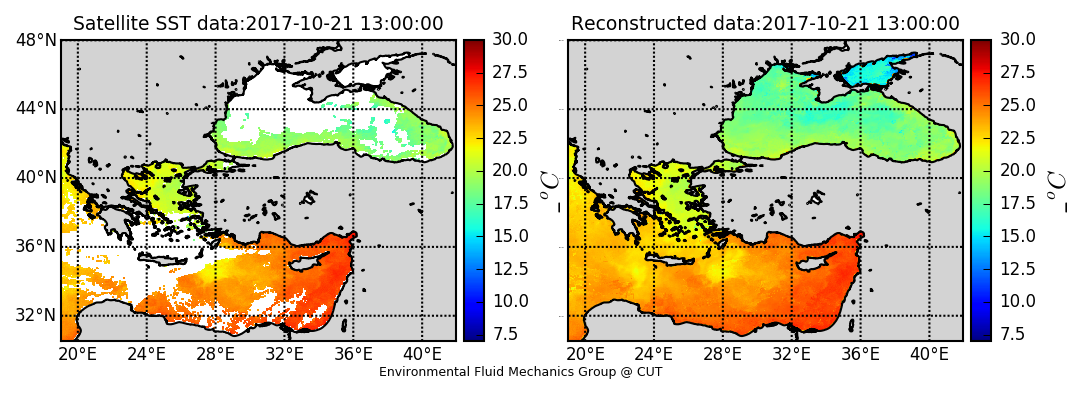 Satellite SST data:2017-10-21 13:00:00
Reconstructed data:2017-10-21 13:00:00
48°N
44°N
40°N
36°N
32°N
20°E 24°E 28°E 32°E 36°E 40°E
30.0
27.5
25.0
22.5
20.0
17.5
15.0
12.5
10.0
7.5
_ °C
20°E 24°E 28°E 32°E 36°E 40°E
30.0
27.5
25.0
22.5
20.0
17.5
15.0
12.5
10.0
7.5
_ °C
Environmental Fluid Mechanics Group @ CUT